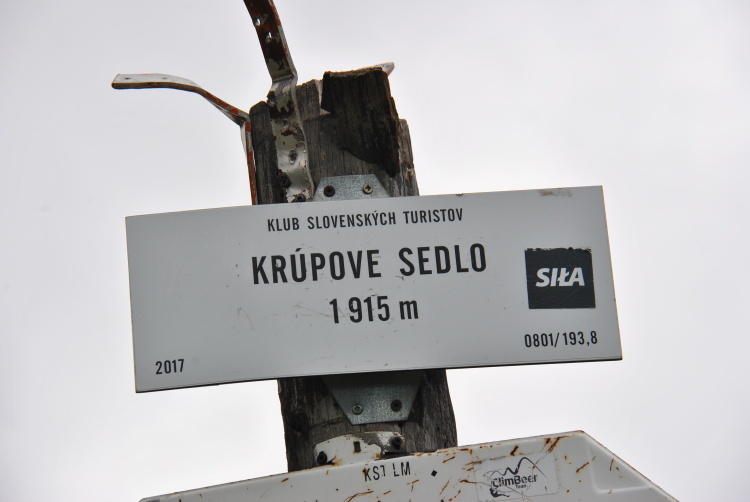 KLUB SLOVENSKÝCH TURISTOV
KRÚPOVE SEDLO
1 915 m
SIŁA
2017
0801/193,8
KST LM
ClimBeer